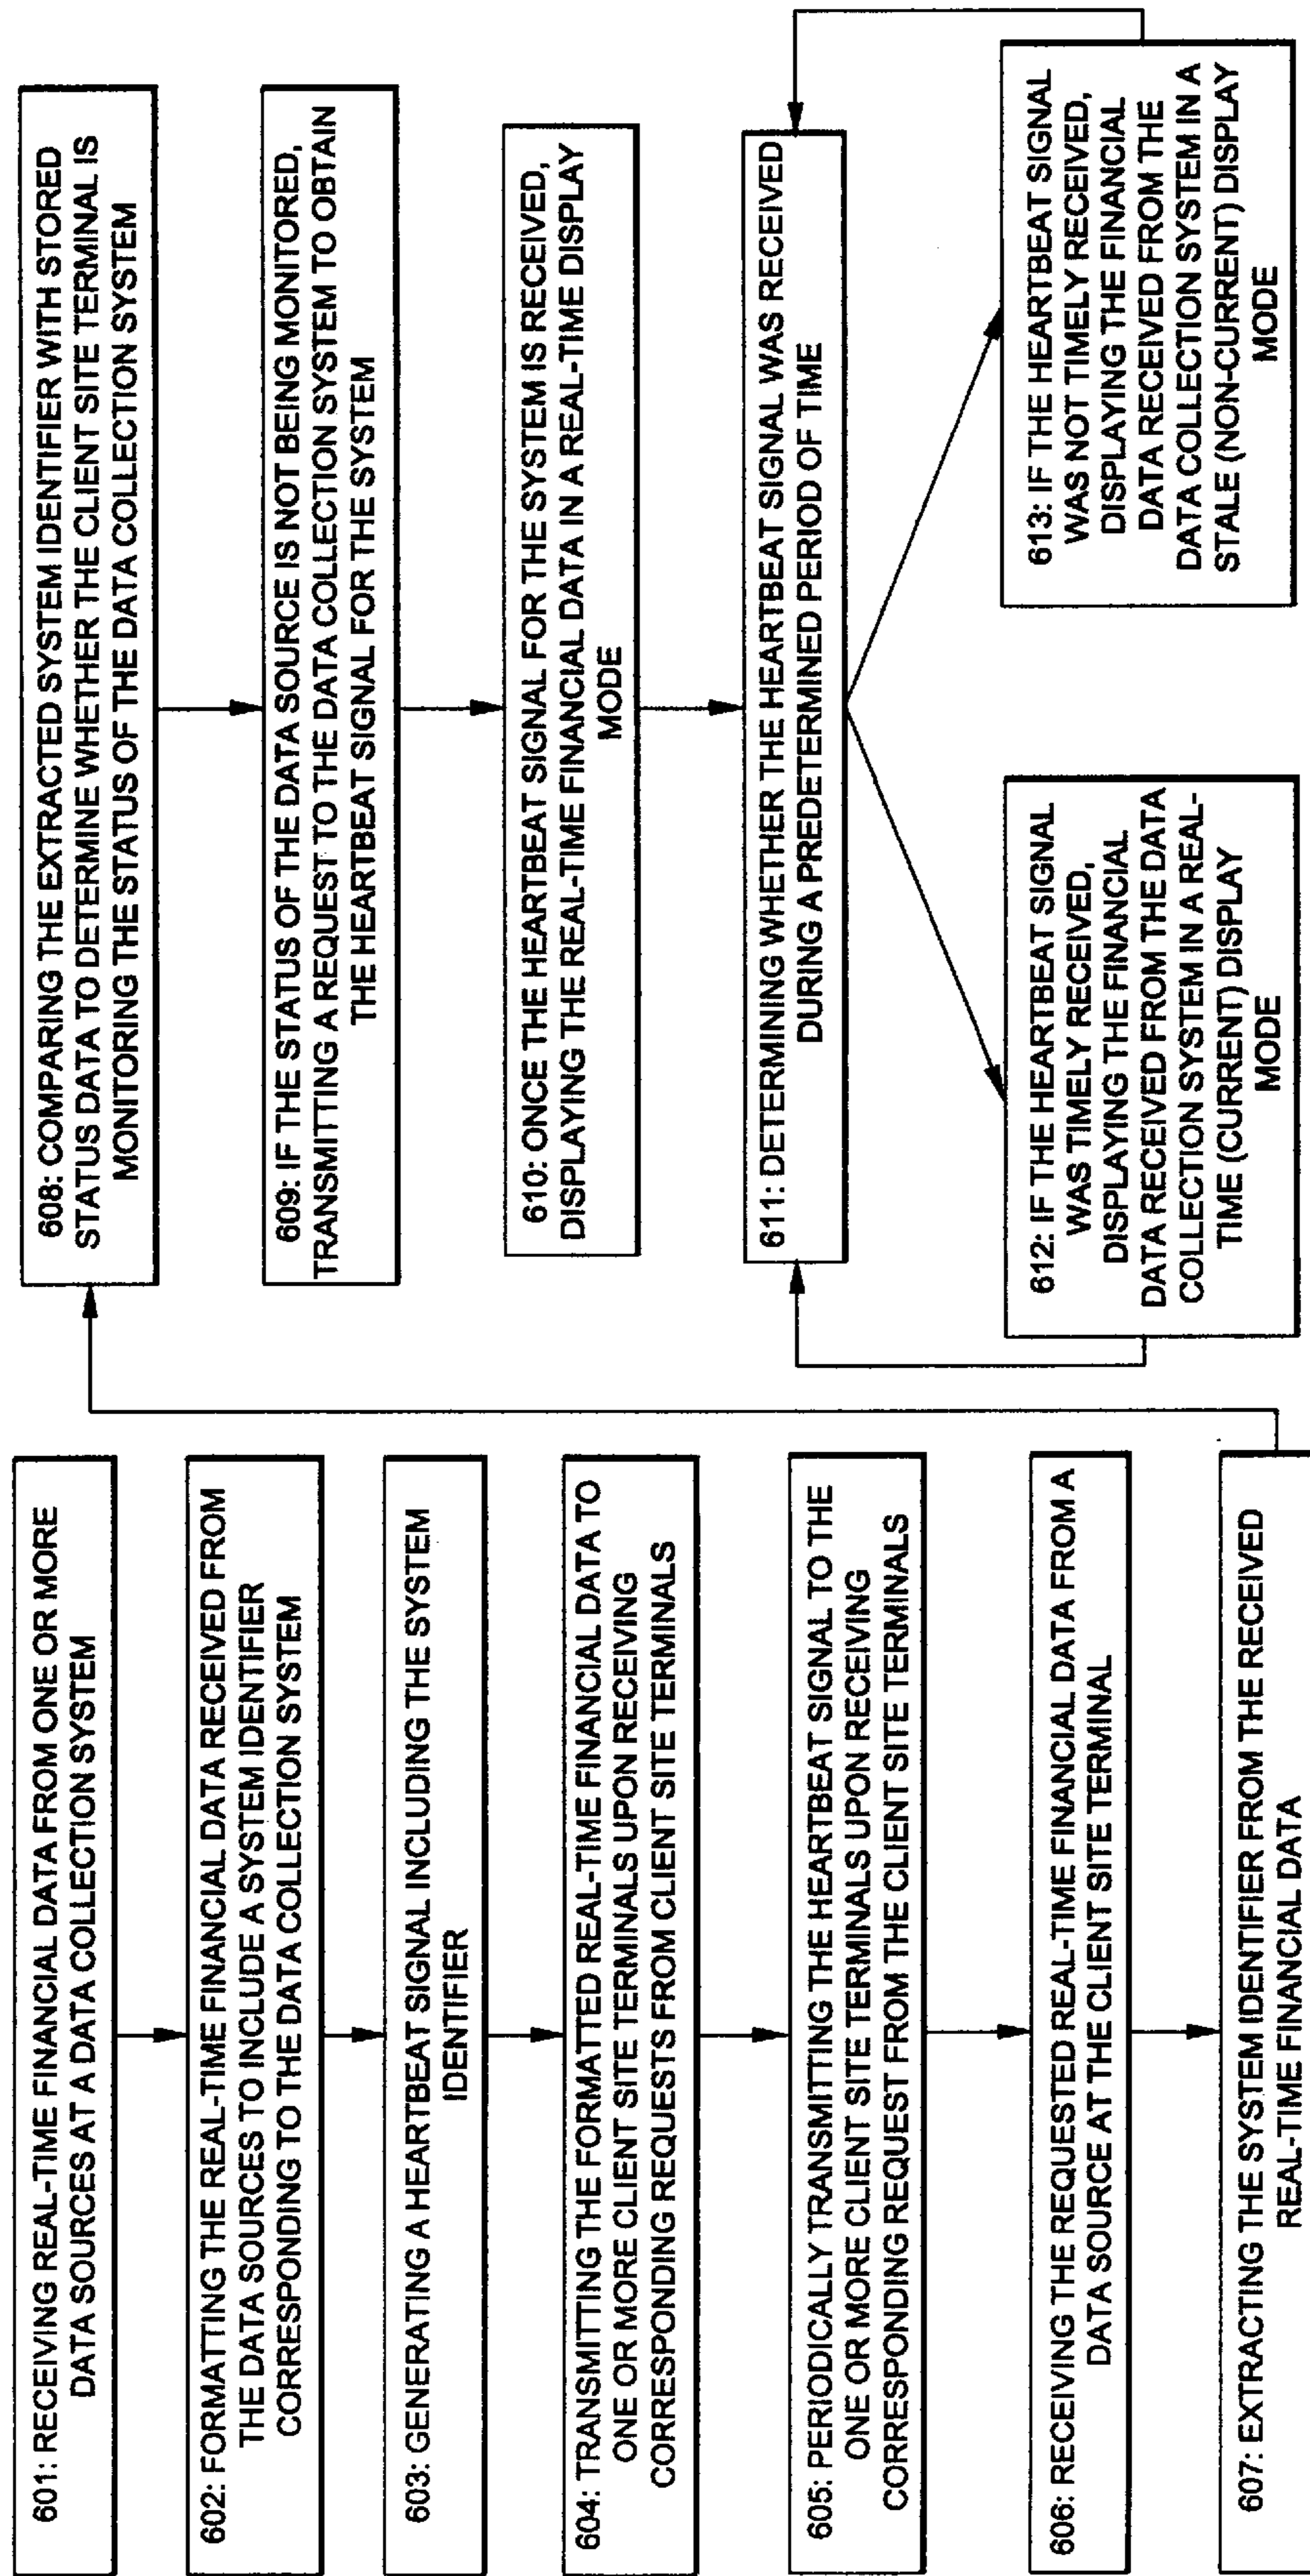 601: RECEIVING REAL-TIME FINANCIAL DATA FROM ONE OR MORE
DATA SOURCES AT A DATA COLLECTION SYSTEM
602: FORMATTING THE REAL-TIME FINANCIAL DATA RECEIVED FROM
THE DATA SOURCES TO INCLUDE A SYSTEM IDENTIFIER
CORRESPONDING TO THE DATA COLLECTION SYSTEM
603: GENERATING A HEARTBEAT SIGNAL INCLUDING THE SYSTEM
IDENTIFIER
604: TRANSMITTING THE FORMATTED REAL-TIME FINANCIAL DATA TO
ONE OR MORE CLIENT SITE TERMINALS UPON RECEIVING
CORRESPONDING REQUESTS FROM CLIENT SITE TERMINALS
605: PERIODICALLY TRANSMITTING THE HEARTBEAT SIGNAL TO THE
ONE OR MORE CLIENT SITE TERMINALS UPON RECEIVING
CORRESPONDING REQUEST FROM THE CLIENT SITE TERMINALS
606: RECEIVING THE REQUESTED REAL-TIME FINANCIAL DATA FROM A
DATA SOURCE AT THE CLIENT SITE TERMINAL
607: EXTRACTING THE SYSTEM IDENTIFIER FROM THE RECEIVED
REAL-TIME FINANCIAL DATA
608: COMPARING THE EXTRACTED SYSTEM IDENTIFIER WITH STORED
STATUS DATA TO DETERMINE WHETHER THE CLIENT SITE TERMINAL IS
MONITORING THE STATUS OF THE DATA COLLECTION SYSTEM
609: IF THE STATUS OF THE DATA SOURCE IS NOT BEING MONITORED,
TRANSMITTING A REQUEST TO THE DATA COLLECTION SYSTEM TO OBTAIN
THE HEARTBEAT SIGNAL FOR THE SYSTEM
610: ONCE THE HEARTBEAT SIGNAL FOR THE SYSTEM IS RECEIVED,
DISPLAYING THE REAL-TIME FINANCIAL DATA IN A REAL-TIME DISPLAY
MODE
611: DETERMINING WHETHER THE HEARTBEAT SIGNAL WAS RECEIVED
DURING A PREDETERMINED PERIOD OF TIME
612: IF THE HEARTBEAT SIGNAL
WAS TIMELY RECEIVED,
DISPLAYING THE FINANCIAL
DATA RECEIVED FROM THE DATA
COLLECTION SYSTEM IN A REAL-
TIME (CURRENT) DISPLAY
MODE
613: IF THE HEARTBEAT SIGNAL
WAS NOT TIMELY RECEIVED,
DISPLAYING THE FINANCIAL
DATA RECEIVED FROM THE
DATA COLLECTION SYSTEM IN A
STALE (NON-CURRENT) DISPLAY
MODE